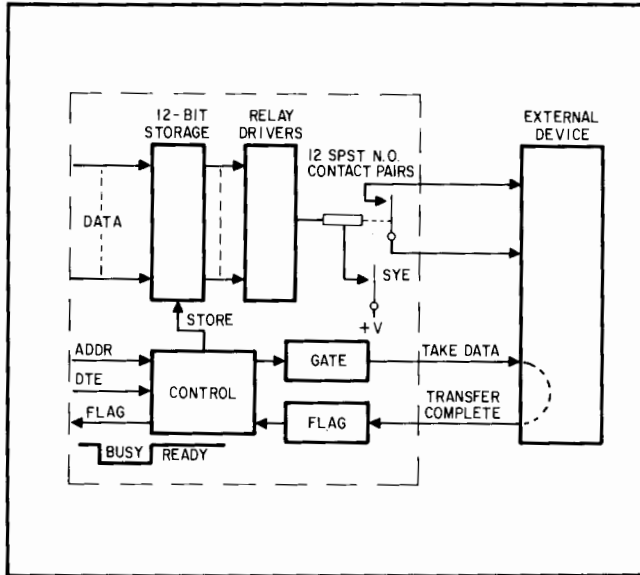 12-BIT
STORAGE
RELAY
DRIVERS
EXTERNAL
DEVICE
12 SPST N.O.
CONTACT PAIRS
DATA
SYE
+V
STORE
ADDR
DTE
FLAG
CONTROL
GATE
TAKE DATA
FLAG
TRANSFER
COMPLETE
BUSY
READY